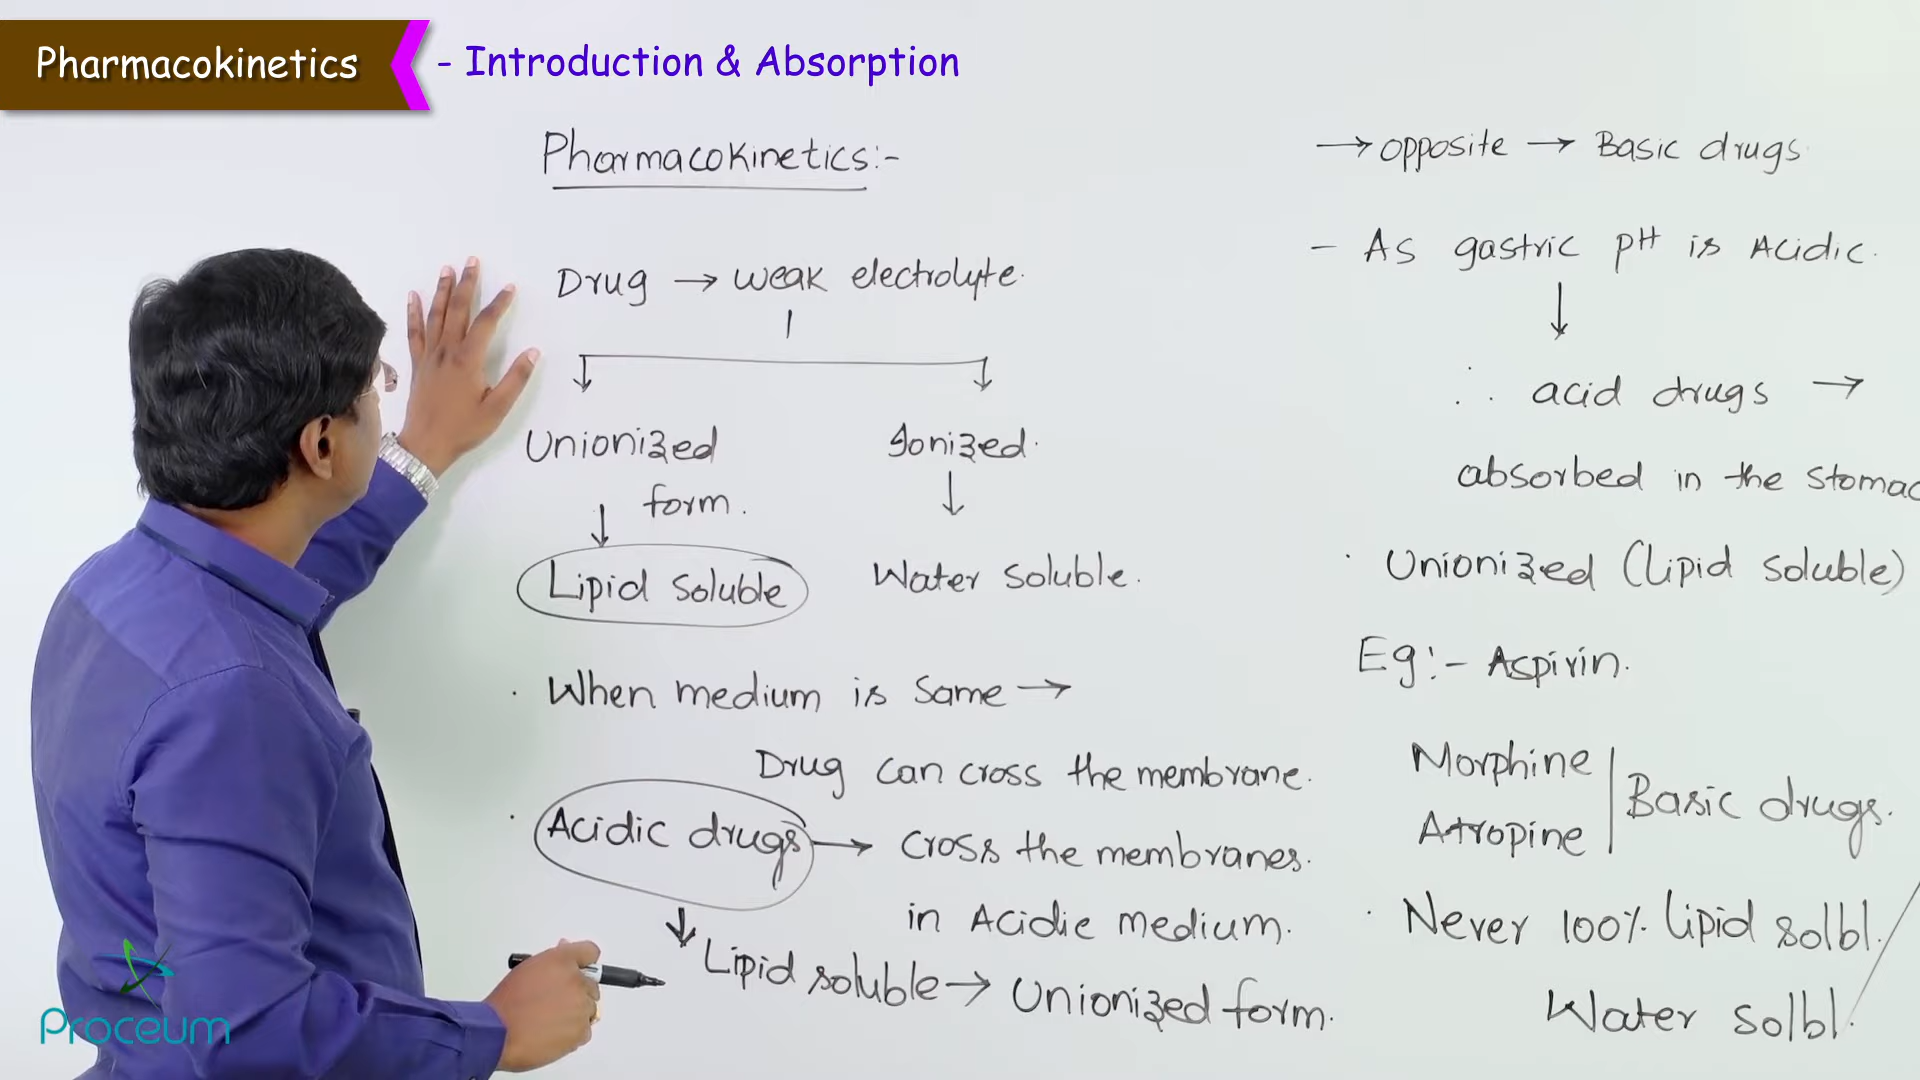 Pharmacokinetics - Introduction & Absorption
Pharmacokinetics:-
Drug → weak electrolyte.
Unionized form.
Ionized.
Lipid soluble
Water soluble.
. When medium is same →
Drug can cross the membrane.
. Acidic drugs → cross the membranes.
in Acidic medium.
Lipid soluble → Unionized form.
→ opposite → Basic drugs
- As gastric pH is Acidic.
∴ acid drugs →
absorbed in the stomac
. Unionized (lipid soluble)
Eg:- Aspirin.
Morphine
Atropine
Basic drugs.
. Never 100% lipid solbl.
Water solbl.
Proceum